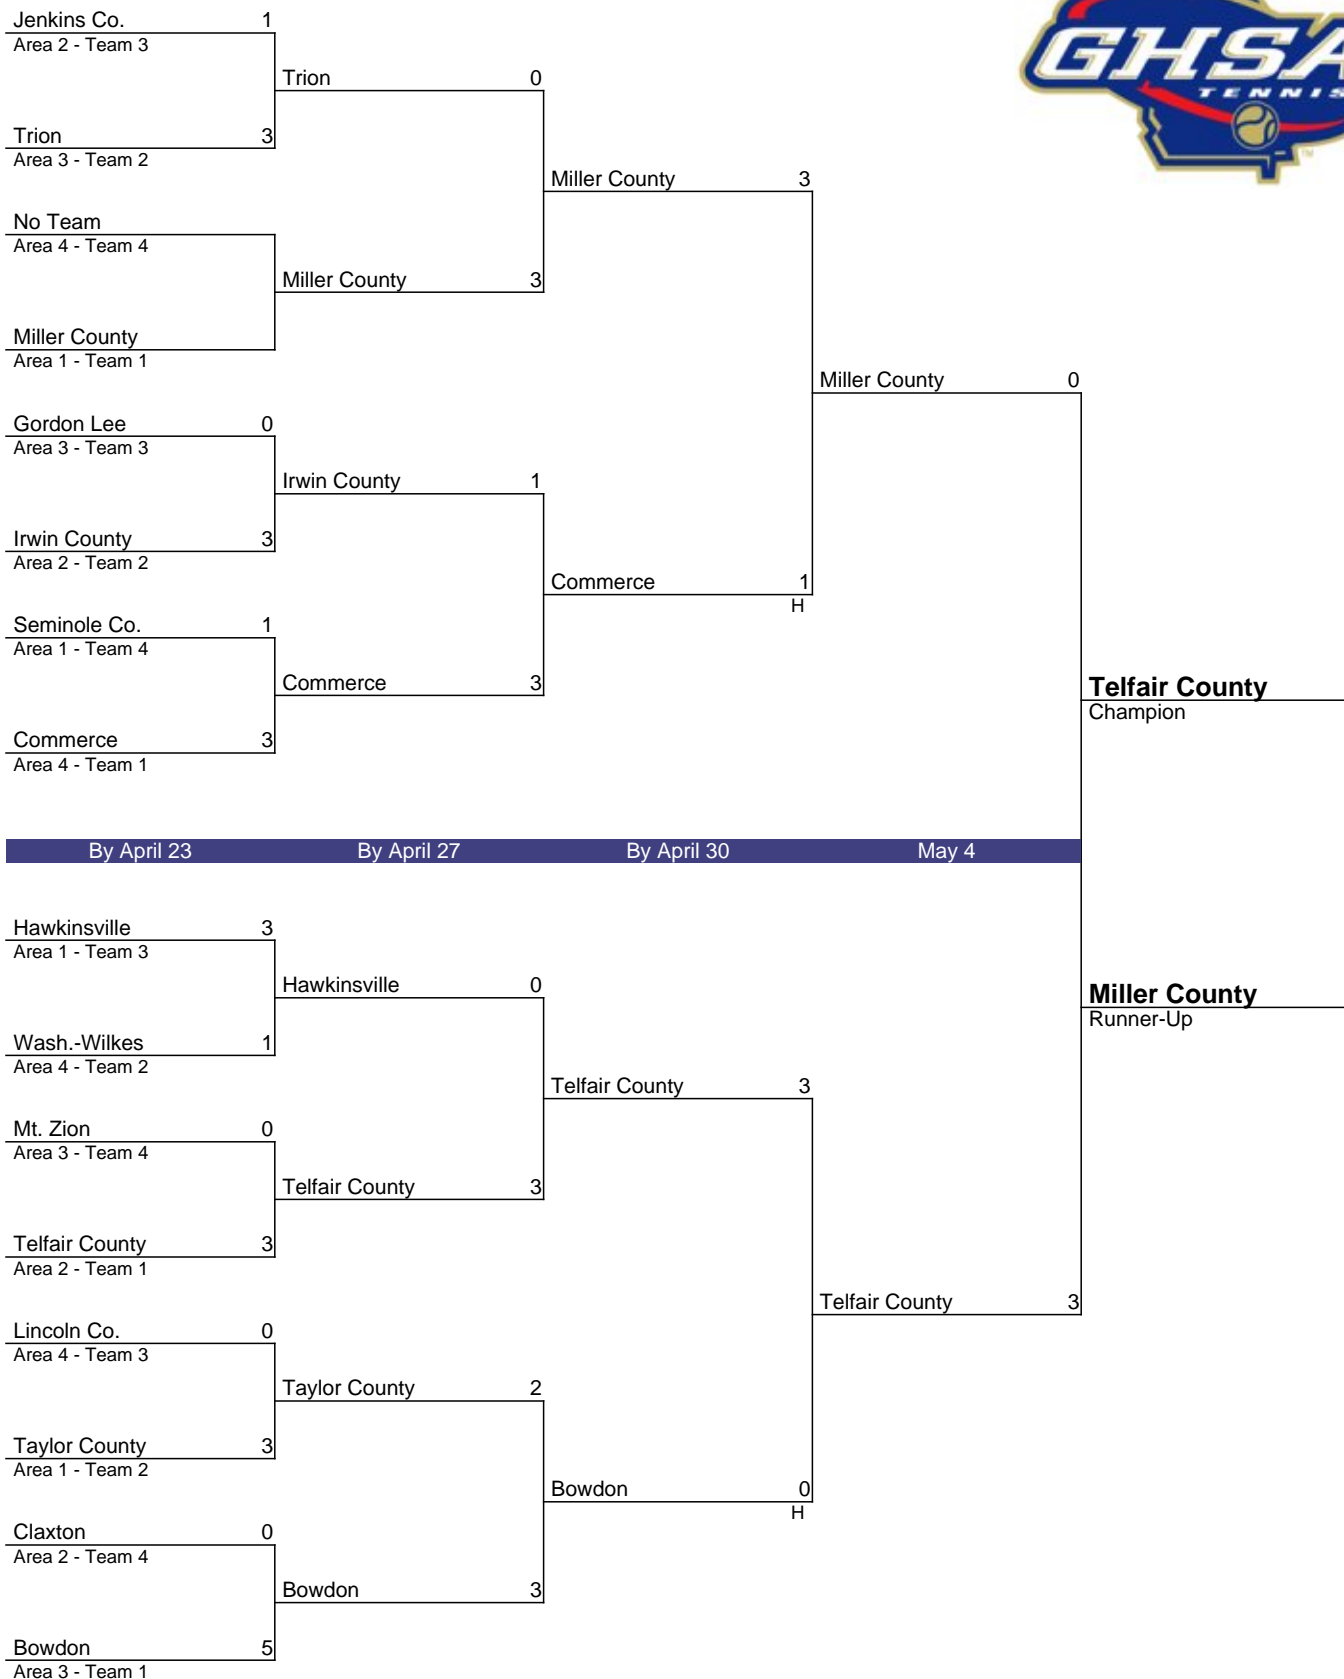 Jenkins Co. 1
Area 2 - Team 3
Trion 0
Trion 3
Area 3 - Team 2
Miller County 3
No Team
Area 4 - Team 4
Miller County 3
Miller County
Area 1 - Team 1
Miller County 0
Gordon Lee 0
Area 3 - Team 3
Irwin County 1
Irwin County 3
Area 2 - Team 2
Commerce 1
H
Seminole Co. 1
Area 1 - Team 4
Commerce 3
Commerce 3
Area 4 - Team 1
GHSA
TENNIS
TM
Telfair County
Champion
By April 23 By April 27 By April 30 May 4
Hawkinsville 3
Area 1 - Team 3
Hawkinsville 0
Wash.-Wilkes 1
Area 4 - Team 2
Telfair County 3
Mt. Zion 0
Area 3 - Team 4
Telfair County 3
Telfair County 3
Area 2 - Team 1
Telfair County 3
Lincoln Co. 0
Area 4 - Team 3
Taylor County 2
Taylor County 3
Area 1 - Team 2
Bowdon 0
H
Claxton 0
Area 2 - Team 4
Bowdon 3
Bowdon 5
Area 3 - Team 1
Miller County
Runner-Up